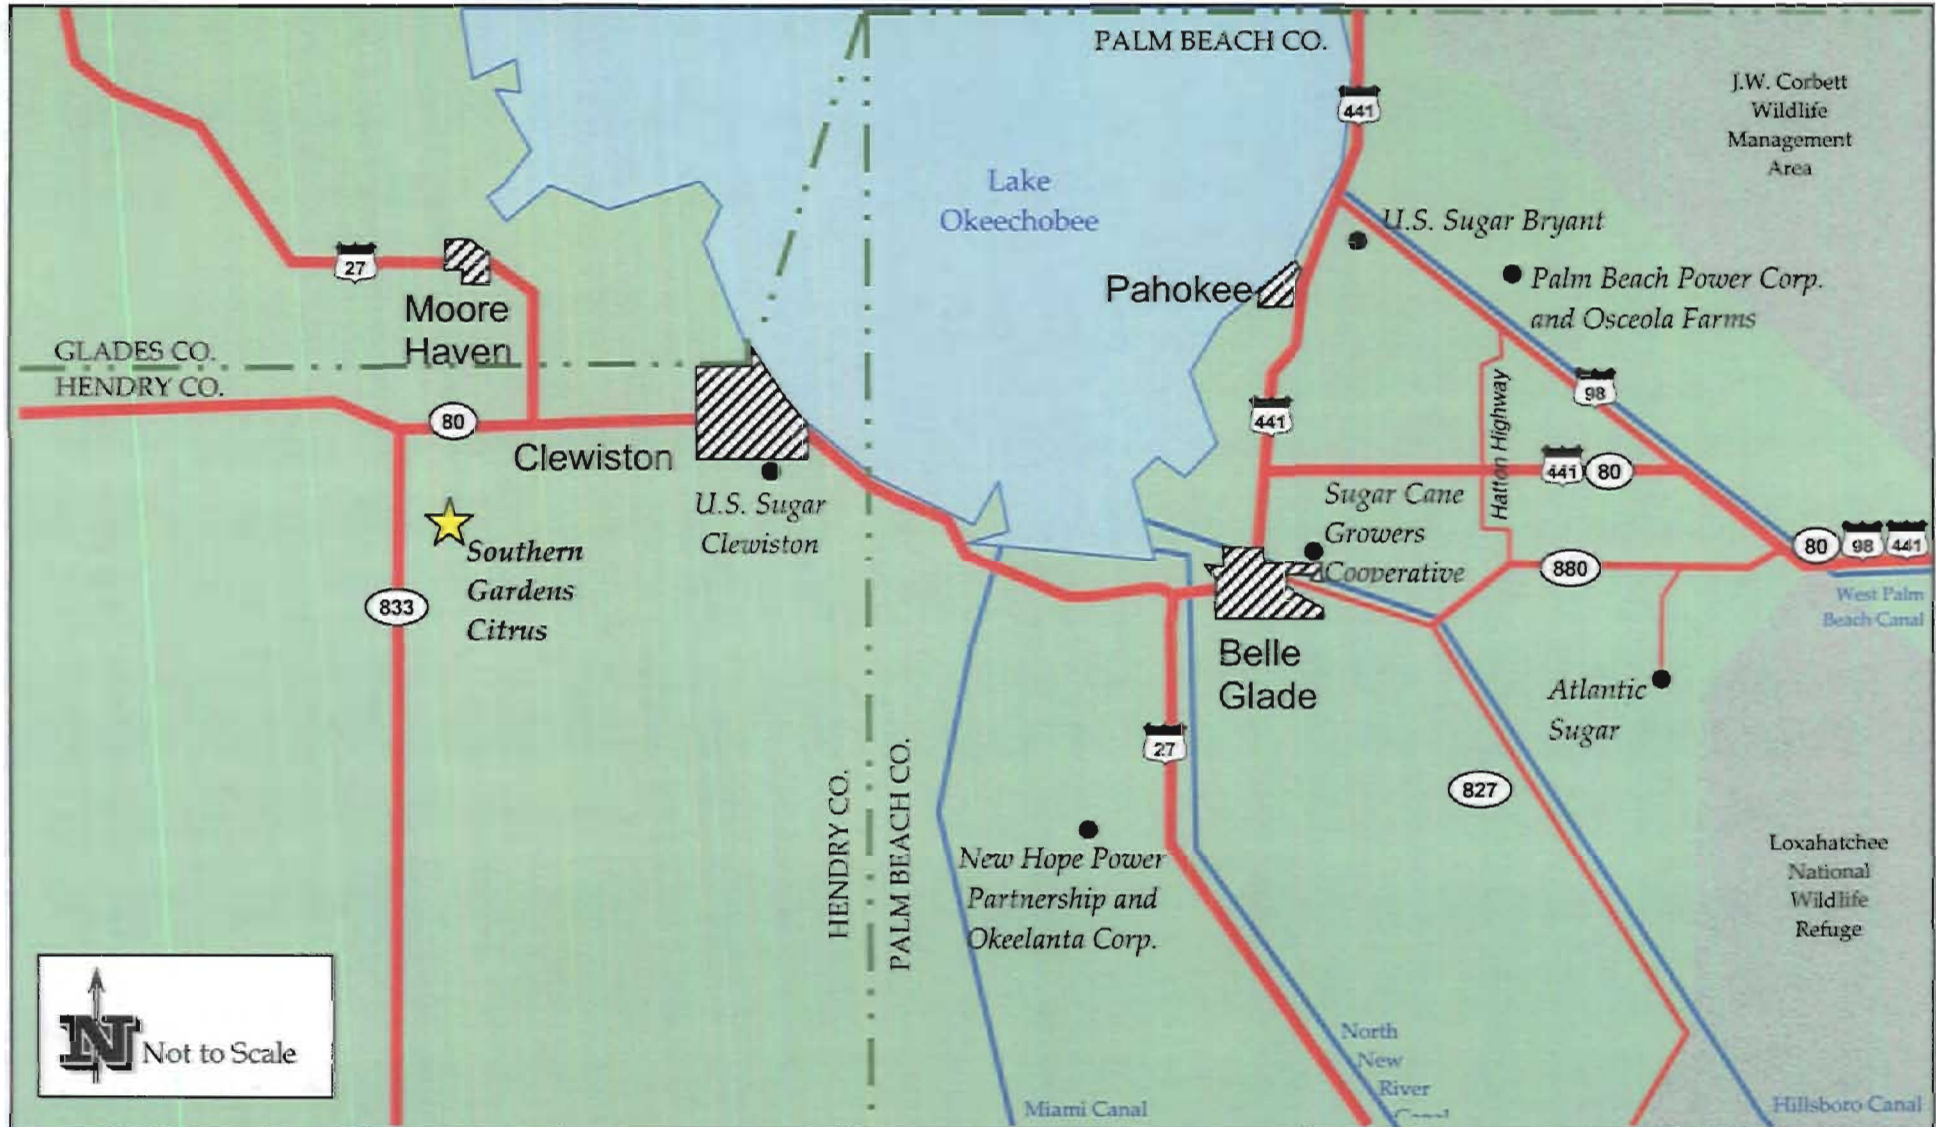 PALM BEACH CO.
441
J.W. Corbett
Wildlife
Management
Area
Lake
Okeechobee
U.S. Sugar Bryant
Palm Beach Power Corp.
and Osceola Farms
27
Moore
Haven
Pahokee
GLADES CO.
HENDRY CO.
80
Clewiston
U.S. Sugar
Clewiston
441
Hatton Highway
98
441
80
Sugar Cane
Growers
Cooperative
80
98
441
880
West Palm
Beach Canal
Southern
Gardens
Citrus
833
Belle
Glade
Atlantic
Sugar
27
827
HENDRY CO.
PALM BEACH CO.
New Hope Power
Partnership and
Okeelanta Corp.
Loxahatchee
National
Wildlife
Refuge
N
Not to Scale
North
New
River
Canal
Miami Canal
Hillsboro Canal